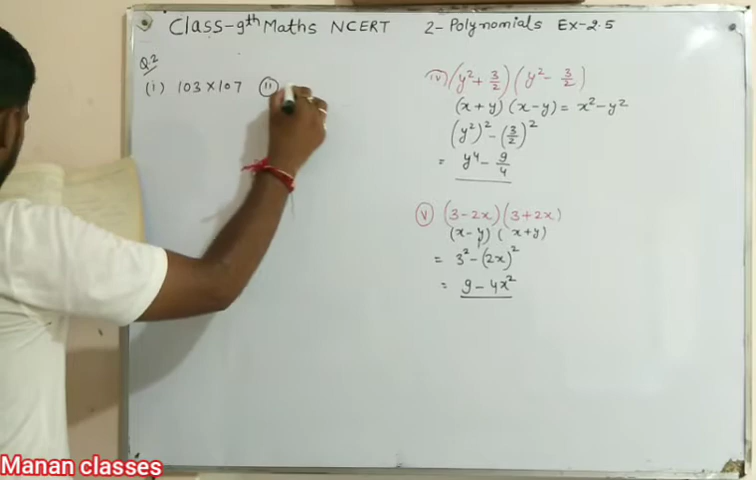 Class-9th Maths NCERT 2-Polynomials Ex-2.5
Q2
(i) 103×107 (ii)
iv) (y²+ 3/2) (y²- 3/2)
(x+y) (x-y) = x²-y²
(y²)² - (3/2)²
= y⁴ - 9/4
(v) (3-2x) (3+2x)
(x-y) (x+y)
= 3² - (2x)²
= 9 - 4x²
Manan classes